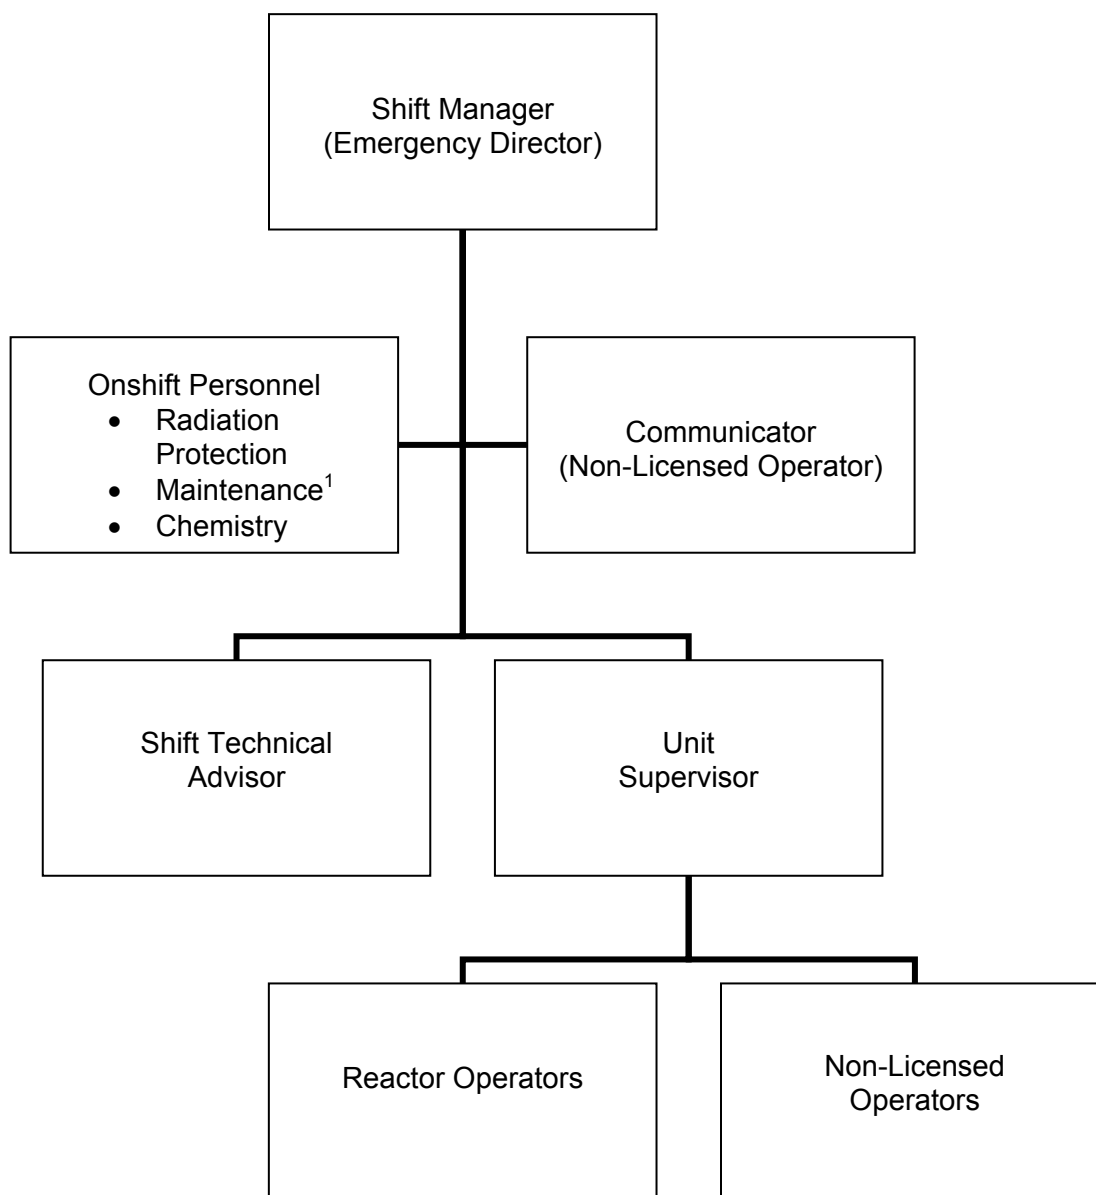 Shift Manager
(Emergency Director)
Onshift Personnel
• Radiation
Protection
• Maintenance¹
• Chemistry
Communicator
(Non-Licensed Operator)
Shift Technical
Advisor
Unit
Supervisor
Reactor Operators
Non-Licensed
Operators